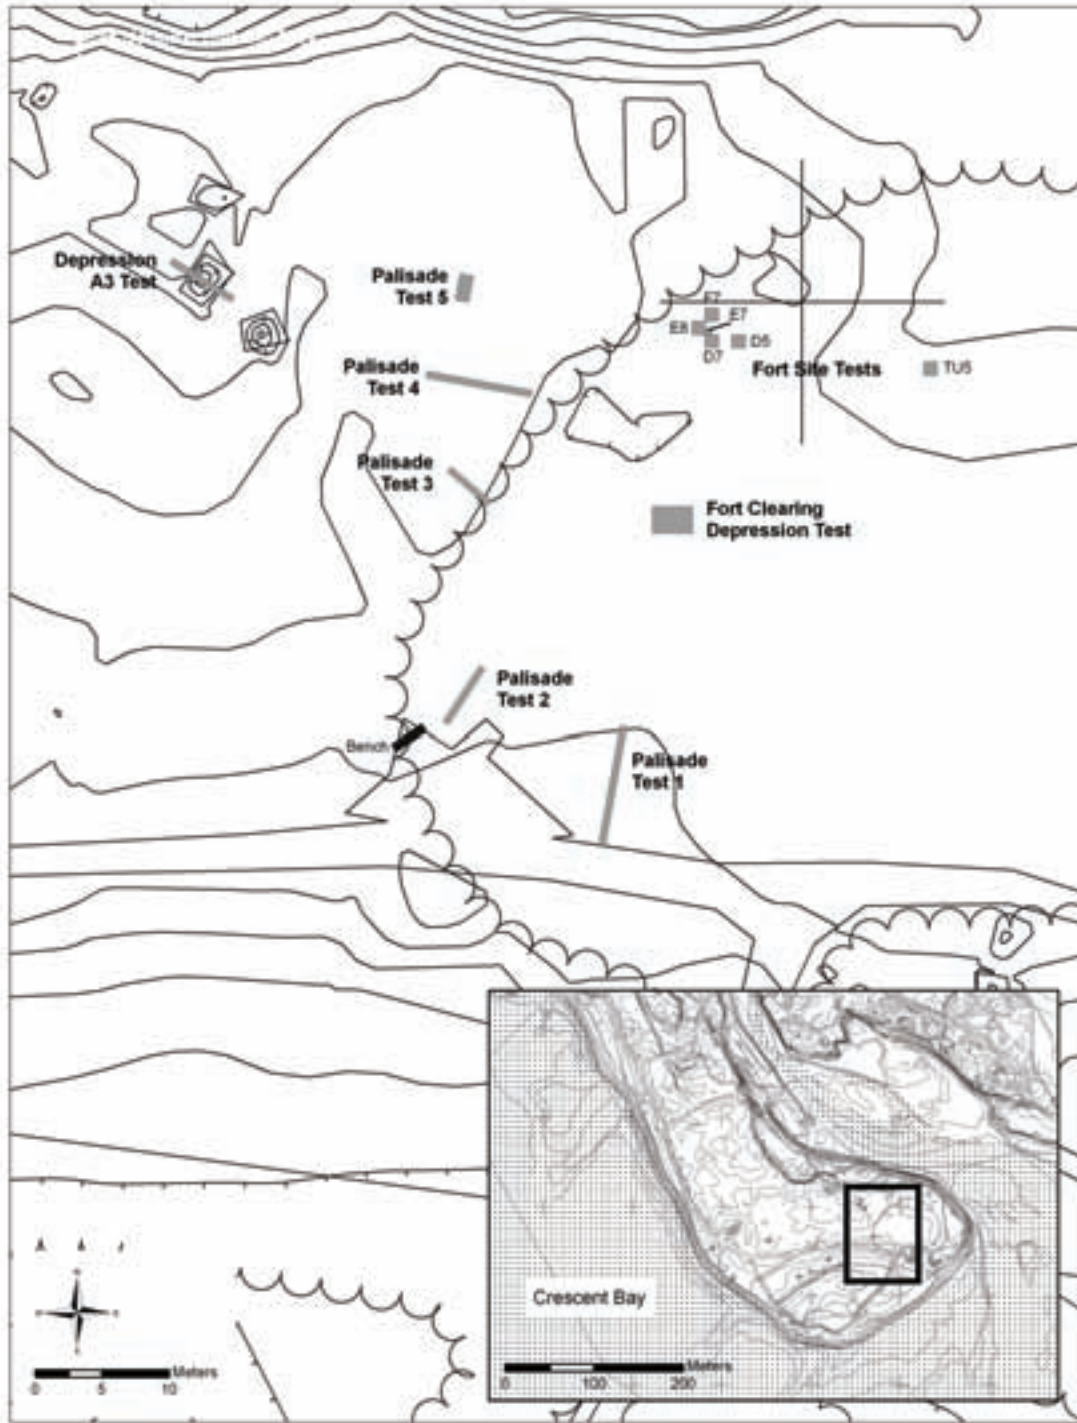 Depression
A3 Test
Palisade
Test 5
F7
E7
E8
D5
D7
Fort Site Tests
TU5
Palisade
Test 4
Palisade
Test 3
Fort Clearing
Depression Test
Palisade
Test 2
Bench
Palisade
Test 1
Crescent Bay
Meters
0 5 10
Meters
0 100 200